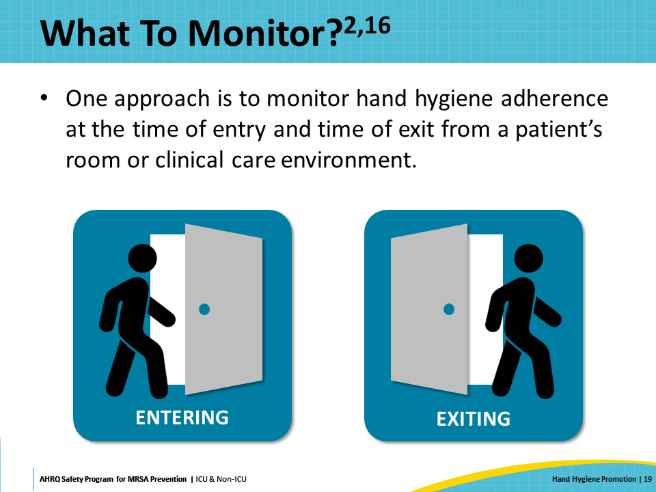 What To Monitor?2,16
• One approach is to monitor hand hygiene adherence
at the time of entry and time of exit from a patient’s
room or clinical care environment.
ENTERING
EXITING
AHRQ Safety Program for MRSA Prevention | ICU & Non-ICU
Hand Hygiene Promotion | 19